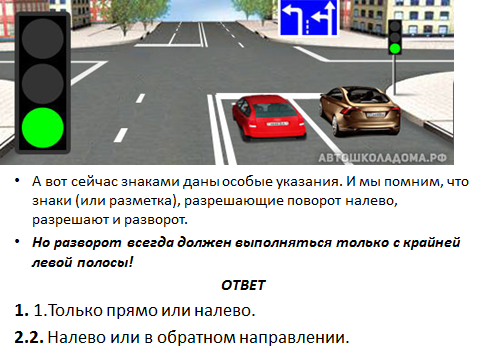 АВТОШКОЛАДОМА.РФ
• А вот сейчас знаками даны особые указания. И мы помним, что
знаки (или разметка), разрешающие поворот налево,
разрешают и разворот.
• Но разворот всегда должен выполняться только с крайней
левой полосы!
ОТВЕТ
1. 1.Только прямо или налево.
2.2. Налево или в обратном направлении.